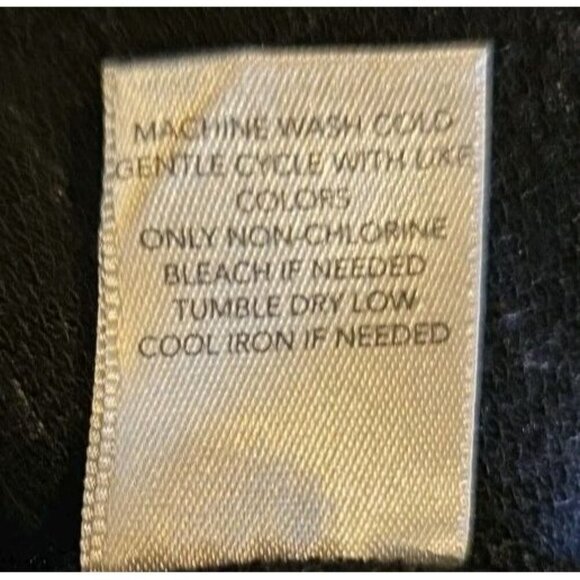 MACHINE WASH COLD
GENTLE CYCLE WITH LIKE
COLORS
ONLY NON-CHLORINE
BLEACH IF NEEDED
TUMBLE DRY LOW
COOL IRON IF NEEDED